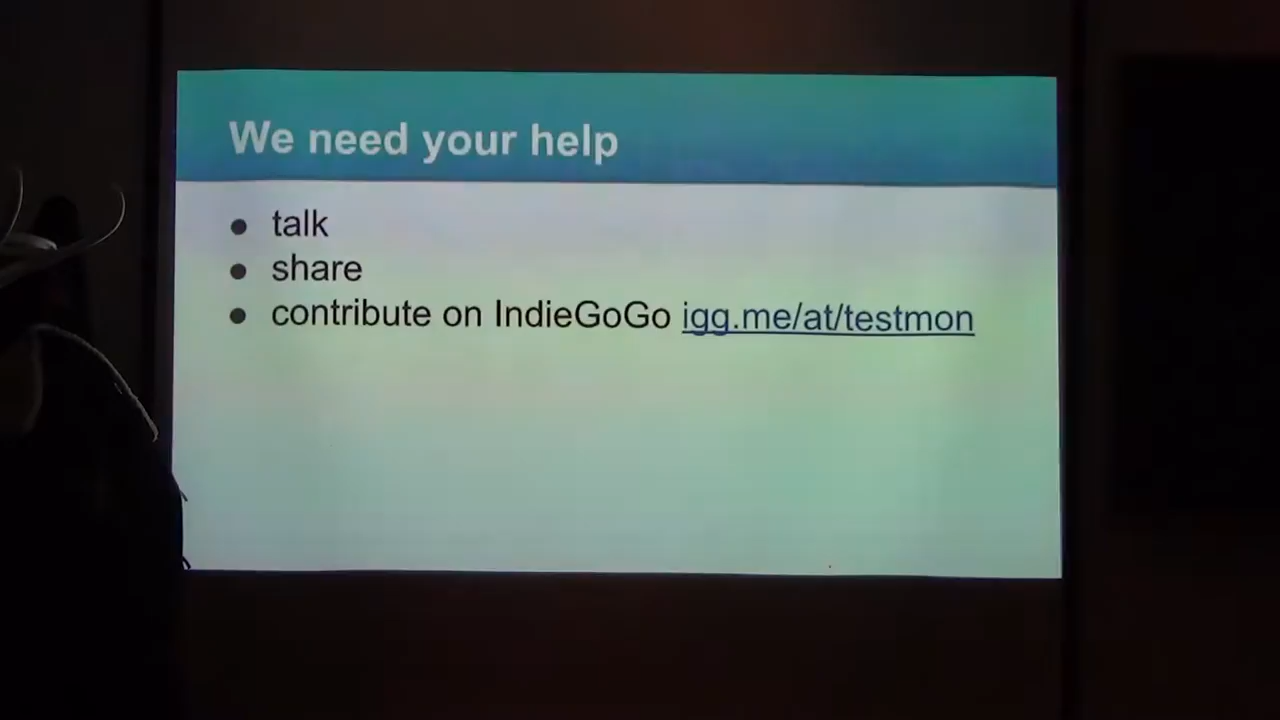 We need your help
● talk
● share
● contribute on IndieGoGo igg.me/at/testmon